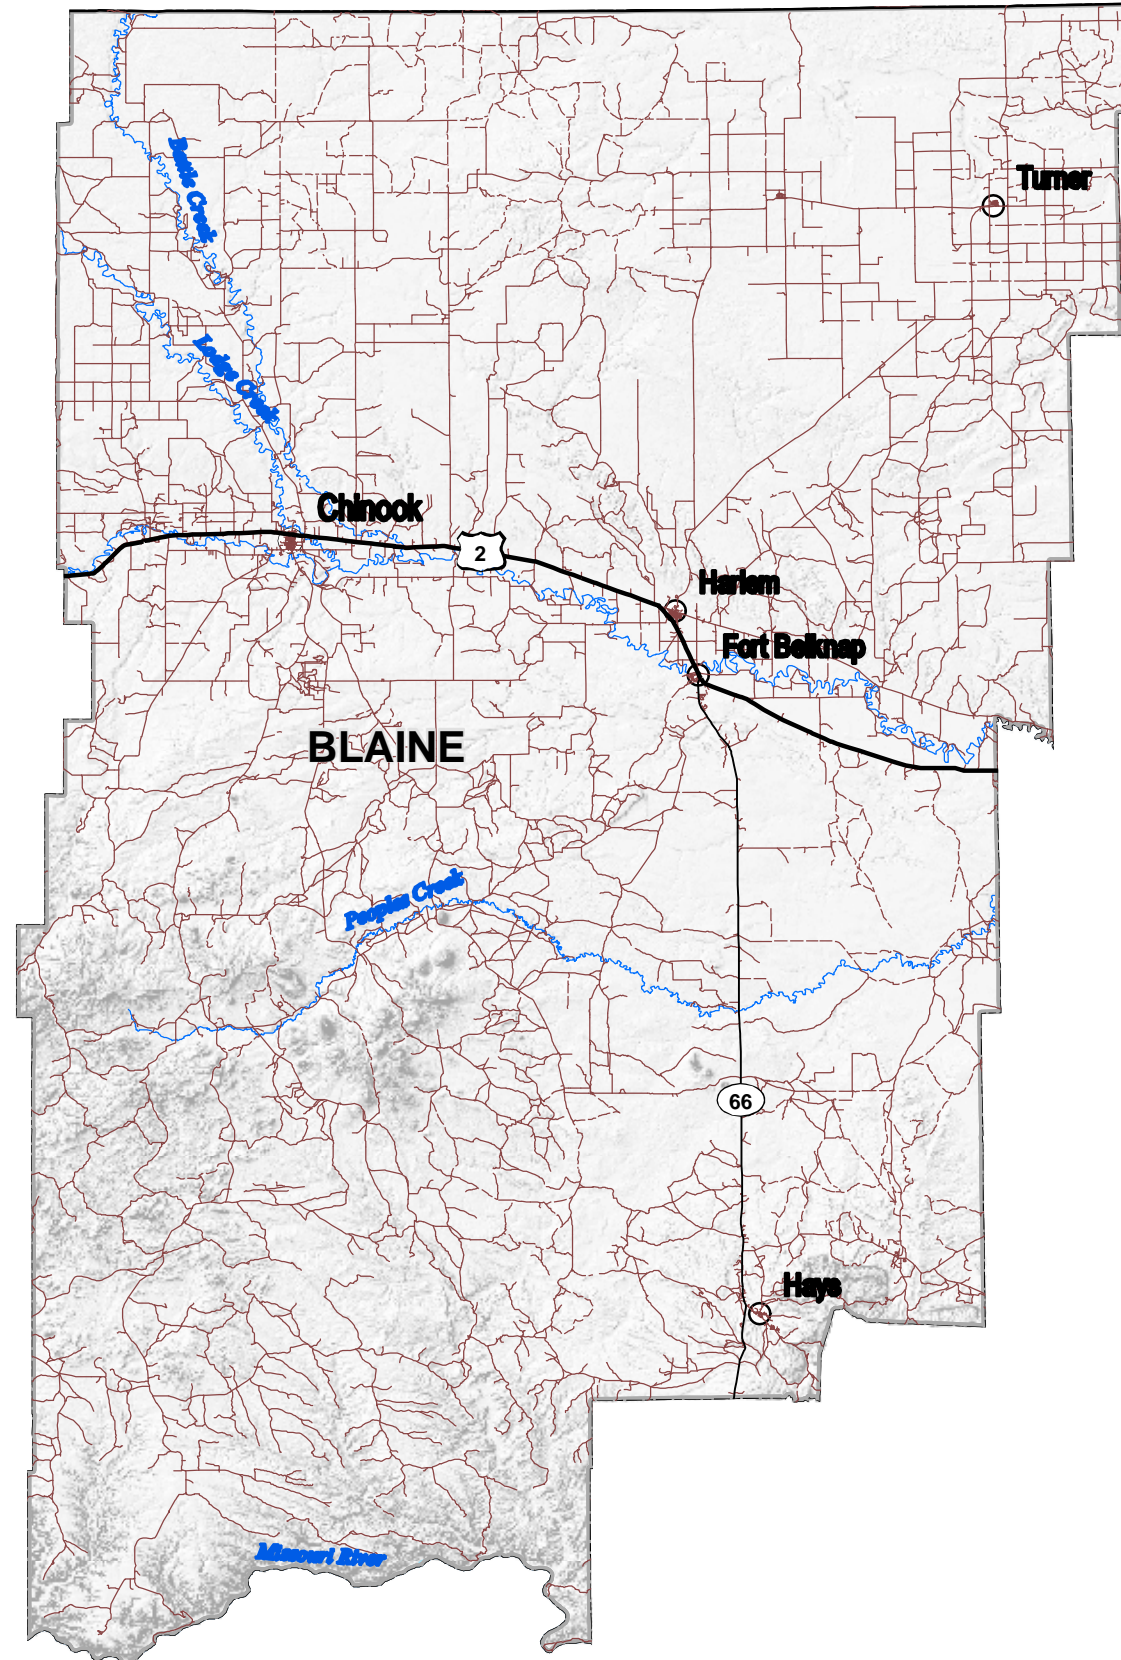 Battle Creek
Turner
Lodge Creek
Chinook
2
Harlem
Fort Belknap
BLAINE
Peoples Creek
66
Hays
Missouri River